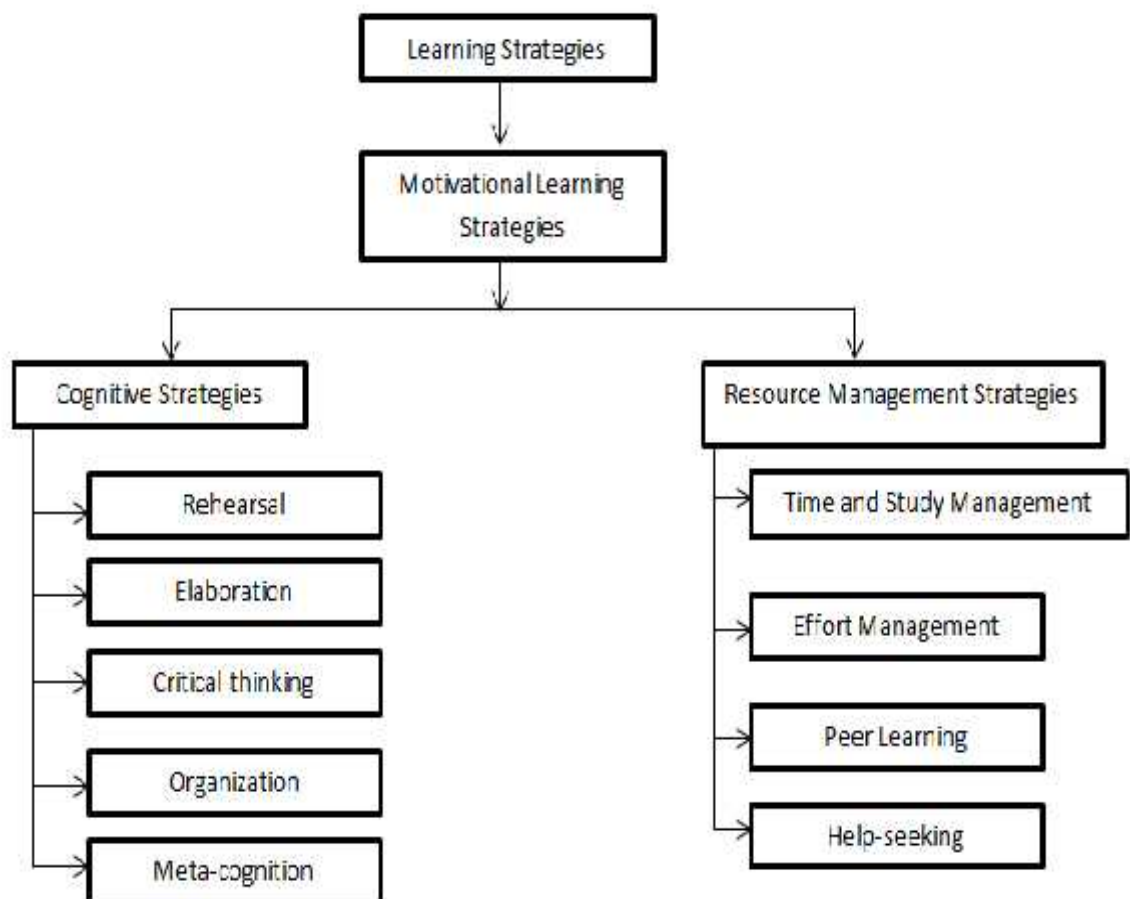 Learning Strategies
Motivational Learning
Strategies
Cognitive Strategies
Rehearsal
Elaboration
Critical thinking
Organization
Meta-cognition
Resource Management Strategies
Time and Study Management
Effort Management
Peer Learning
Help-seeking